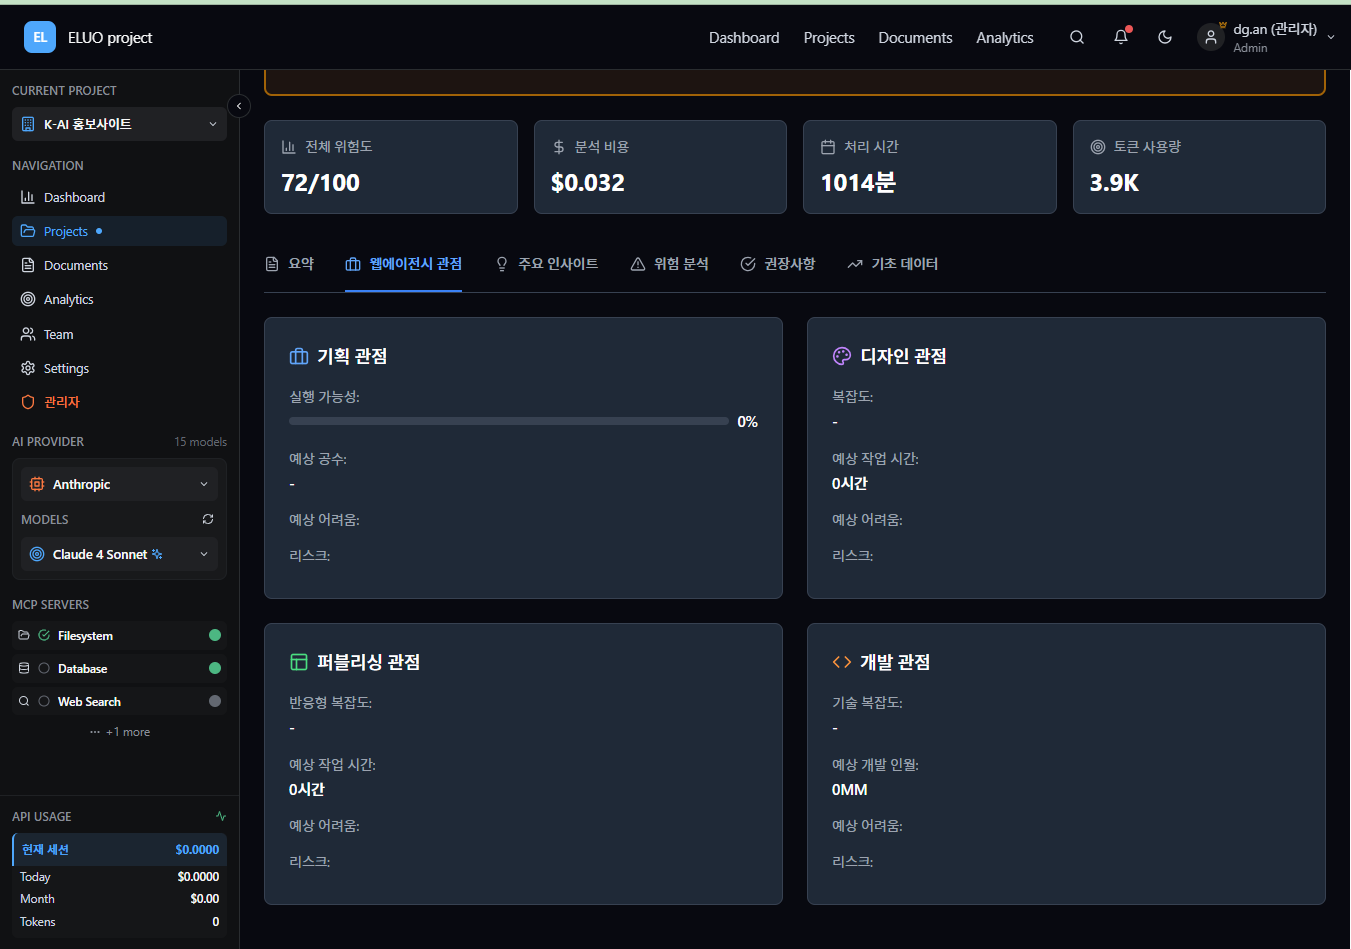 EL ELUO project
Dashboard Projects Documents Analytics
dg.an (관리자)
Admin
CURRENT PROJECT
K-AI 홍보사이트
NAVIGATION
Dashboard
Projects
Documents
Analytics
Team
Settings
관리자
AI PROVIDER 15 models
Anthropic
MODELS
Claude 4 Sonnet
MCP SERVERS
Filesystem
Database
Web Search
··· +1 more
API USAGE
현재 세션 $0.0000
Today $0.0000
Month $0.00
Tokens 0
전체 위험도
72/100
분석 비용
$0.032
처리 시간
1014분
토큰 사용량
3.9K
요약 웹에이전시 관점 주요 인사이트 위험 분석 권장사항 기초 데이터
기획 관점
실행 가능성:
0%
예상 공수:
-
예상 어려움:
리스크:
디자인 관점
복잡도:
-
예상 작업 시간:
0시간
예상 어려움:
리스크:
퍼블리싱 관점
반응형 복잡도:
-
예상 작업 시간:
0시간
예상 어려움:
리스크:
개발 관점
기술 복잡도:
-
예상 개발 인월:
0MM
예상 어려움:
리스크: